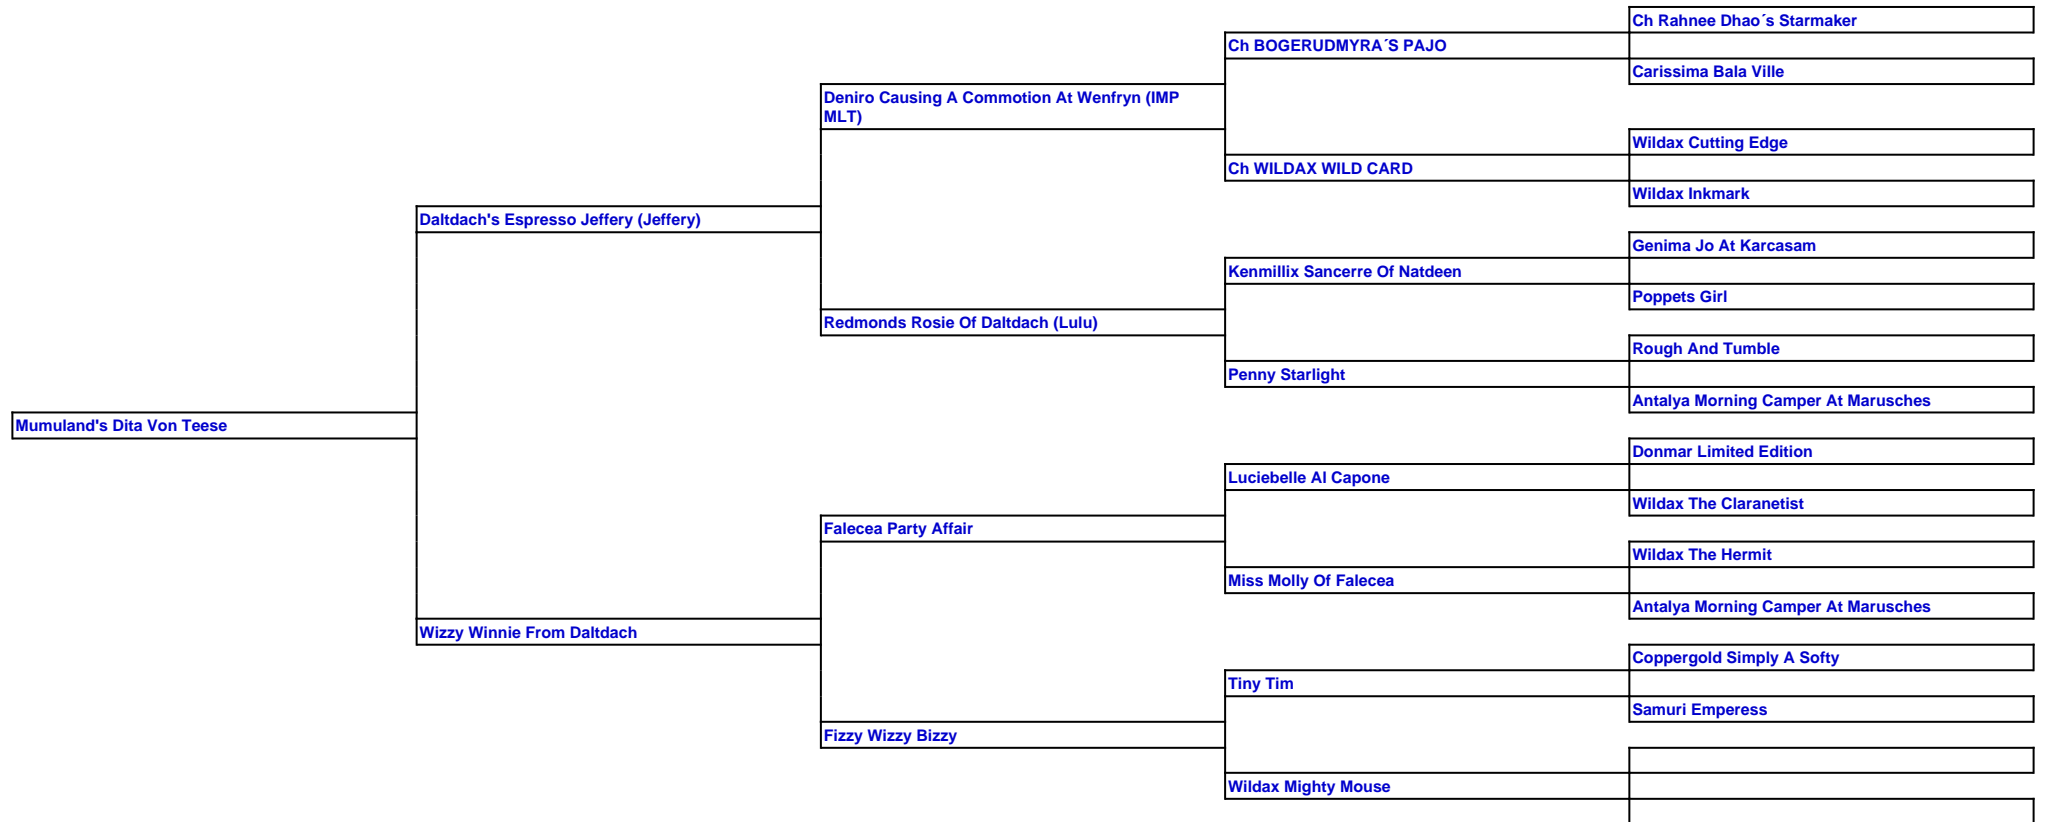 Ch Rahnee Dhao´s Starmaker
Ch BOGERUDMYRA´S PAJO
Carissima Bala Ville
Deniro Causing A Commotion At Wenfryn (IMP
MLT)
Wildax Cutting Edge
Ch WILDAX WILD CARD
Wildax Inkmark
Daltdach's Espresso Jeffery (Jeffery)
Genima Jo At Karcasam
Kenmillix Sancerre Of Natdeen
Poppets Girl
Redmonds Rosie Of Daltdach (Lulu)
Rough And Tumble
Penny Starlight
Antalya Morning Camper At Marusches
Mumuland's Dita Von Teese
Donmar Limited Edition
Luciebelle Al Capone
Wildax The Claranetist
Falecea Party Affair
Wildax The Hermit
Miss Molly Of Falecea
Antalya Morning Camper At Marusches
Wizzy Winnie From Daltdach
Coppergold Simply A Softy
Tiny Tim
Samuri Emperess
Fizzy Wizzy Bizzy
Wildax Mighty Mouse